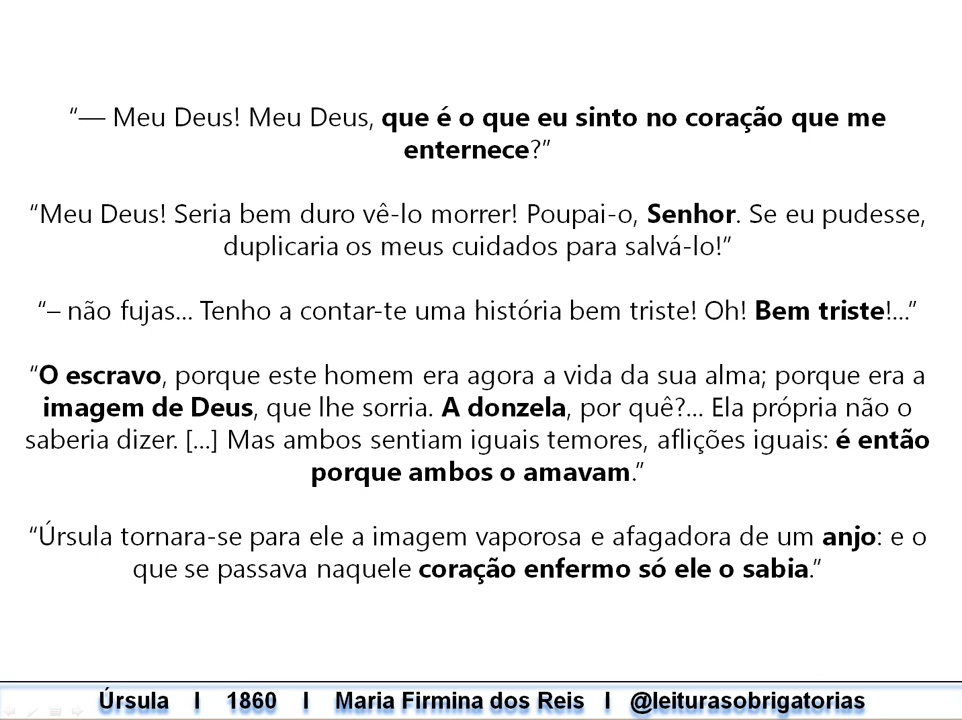 “— Meu Deus! Meu Deus, que é o que eu sinto no coração que me
enternece?”
“Meu Deus! Seria bem duro vê-lo morrer! Poupai-o, Senhor. Se eu pudesse,
duplicaria os meus cuidados para salvá-lo!”
“– não fujas... Tenho a contar-te uma história bem triste! Oh! Bem triste!...”
“O escravo, porque este homem era agora a vida da sua alma; porque era a
imagem de Deus, que lhe sorria. A donzela, por quê?... Ela própria não o
saberia dizer. [...] Mas ambos sentiam iguais temores, aflições iguais: é então
porque ambos o amavam.”
“Úrsula tornara-se para ele a imagem vaporosa e afagadora de um anjo: e o
que se passava naquele coração enfermo só ele o sabia.”
Úrsula I 1860 I Maria Firmina dos Reis I @leiturasobrigatorias